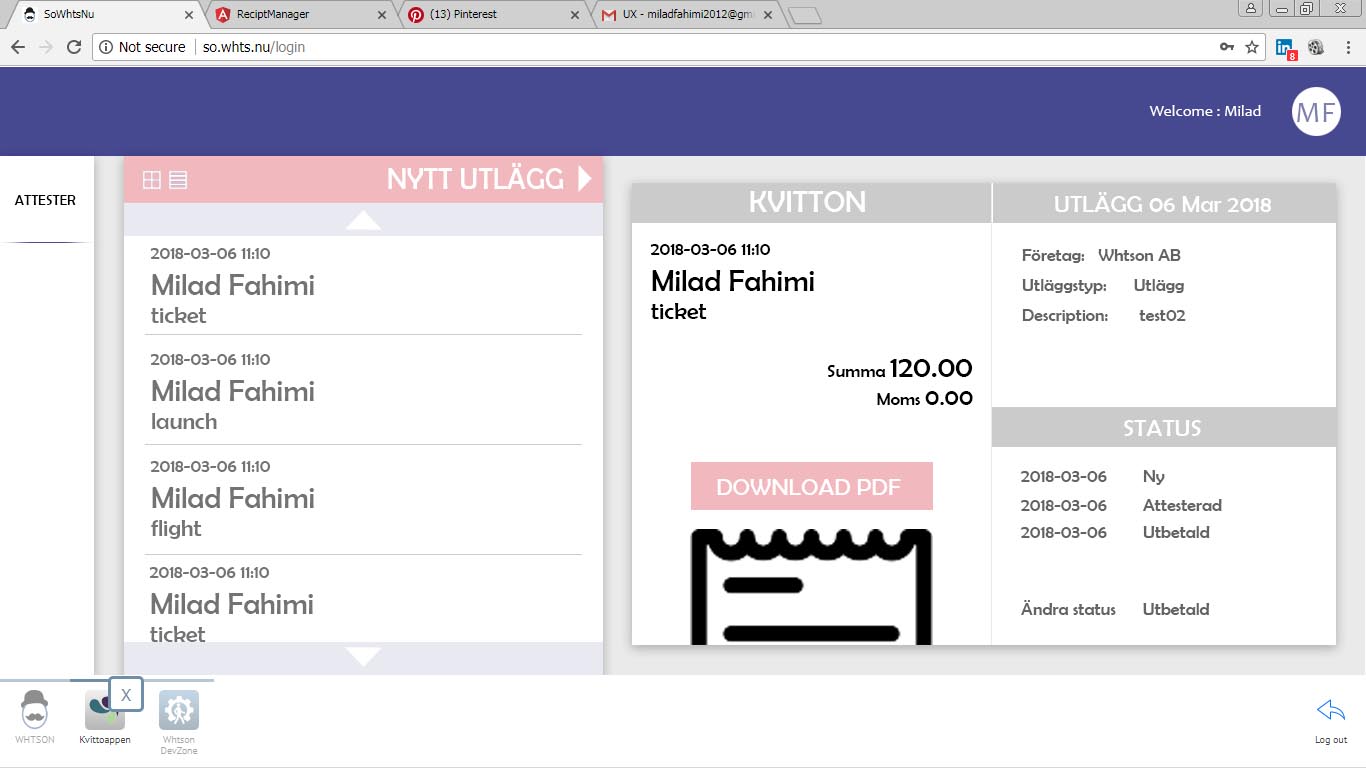 SoWhtsNu
ReciptManager
(13) Pinterest
UX - miladfahimi2012@gm
Not secure
so.whts.nu/login
8
Welcome : Milad
MF
ATTESTER
NYTT UTLÄGG
2018-03-06 11:10
Milad Fahimi
ticket
2018-03-06 11:10
Milad Fahimi
launch
2018-03-06 11:10
Milad Fahimi
flight
2018-03-06 11:10
Milad Fahimi
ticket
KVITTON
2018-03-06 11:10
Milad Fahimi
ticket
Summa 120.00
Moms 0.00
DOWNLOAD PDF
UTLÄGG 06 Mar 2018
Företag: Whtson AB
Utläggstyp: Utlägg
Description: test02
STATUS
2018-03-06 Ny
2018-03-06 Attesterad
2018-03-06 Utbetald
Ändra status Utbetald
WHTSON
X
Kvittoappen
Whtson
DevZone
Log out